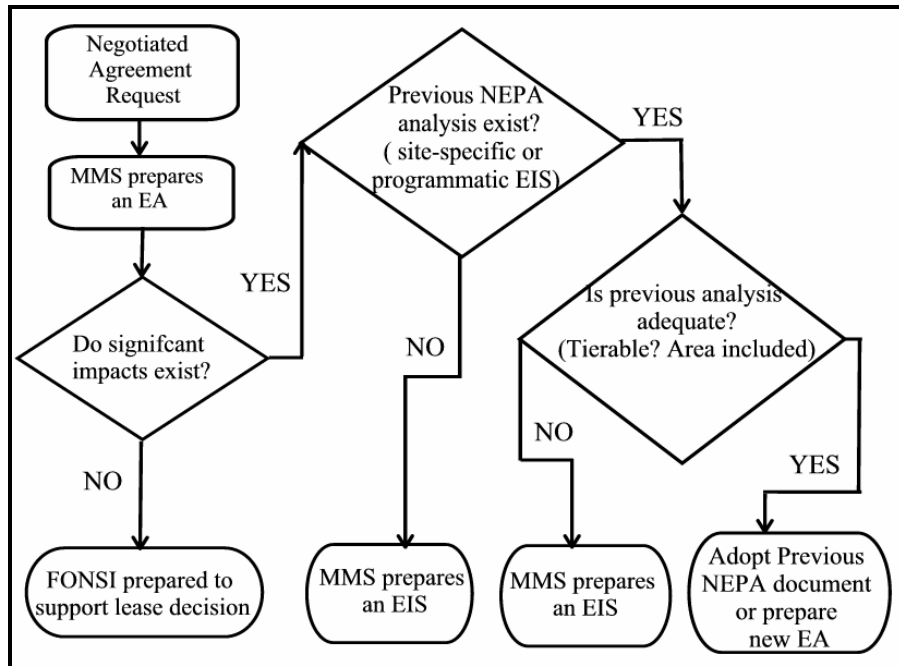 Negotiated
Agreement
Request
MMS prepares
an EA
Do signifcant
impacts exist?
NO
FONSI prepared to
support lease decision
YES
Previous NEPA
analysis exist?
( site-specific or
programmatic EIS)
NO
MMS prepares
an EIS
YES
Is previous analysis
adequate?
(Tierable? Area included)
NO
MMS prepares
an EIS
YES
Adopt Previous
NEPA document
or prepare
new EA